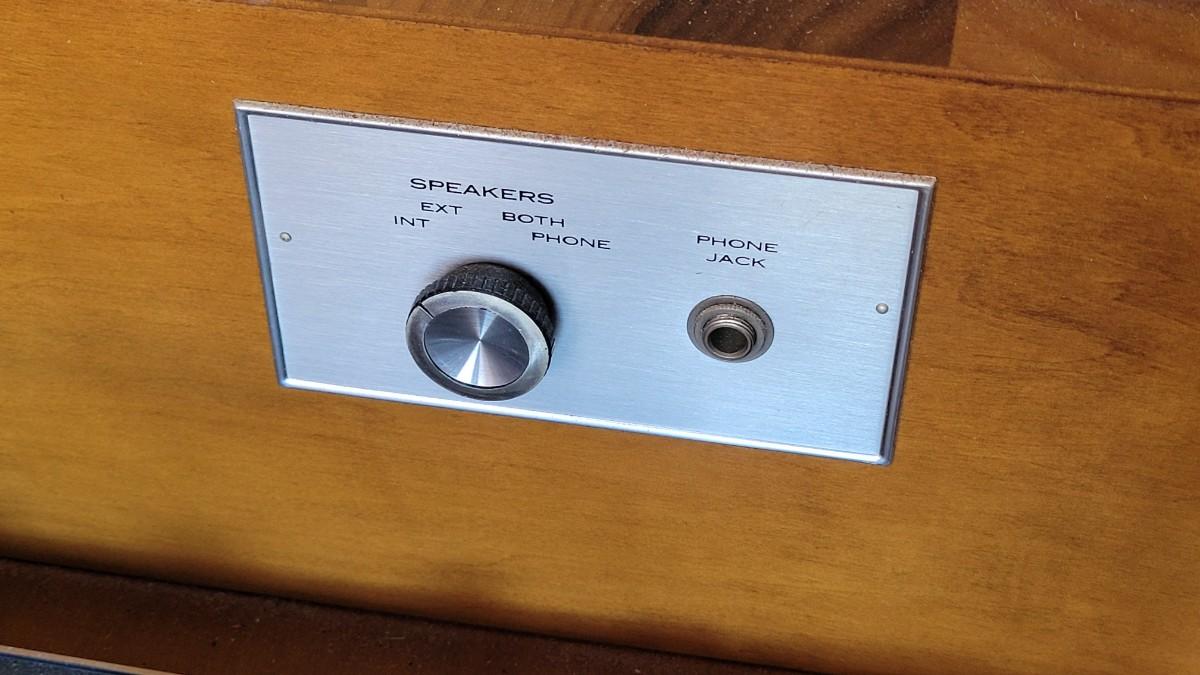 SPEAKERS
EXT BOTH
INT PHONE
PHONE
JACK